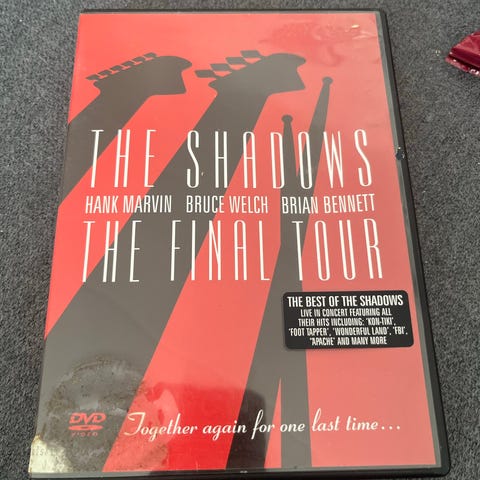 THE SHADOWS
HANK MARVIN BRUCE WELCH BRIAN BENNETT
THE FINAL TOUR
THE BEST OF THE SHADOWS
LIVE IN CONCERT FEATURING ALL
THEIR HITS INCLUDING: 'KON-TIKI',
'FOOT TAPPER', 'WONDERFUL LAND', 'FBI',
'APACHE' AND MANY MORE
DVD
VIDEO
Together again for one last time...